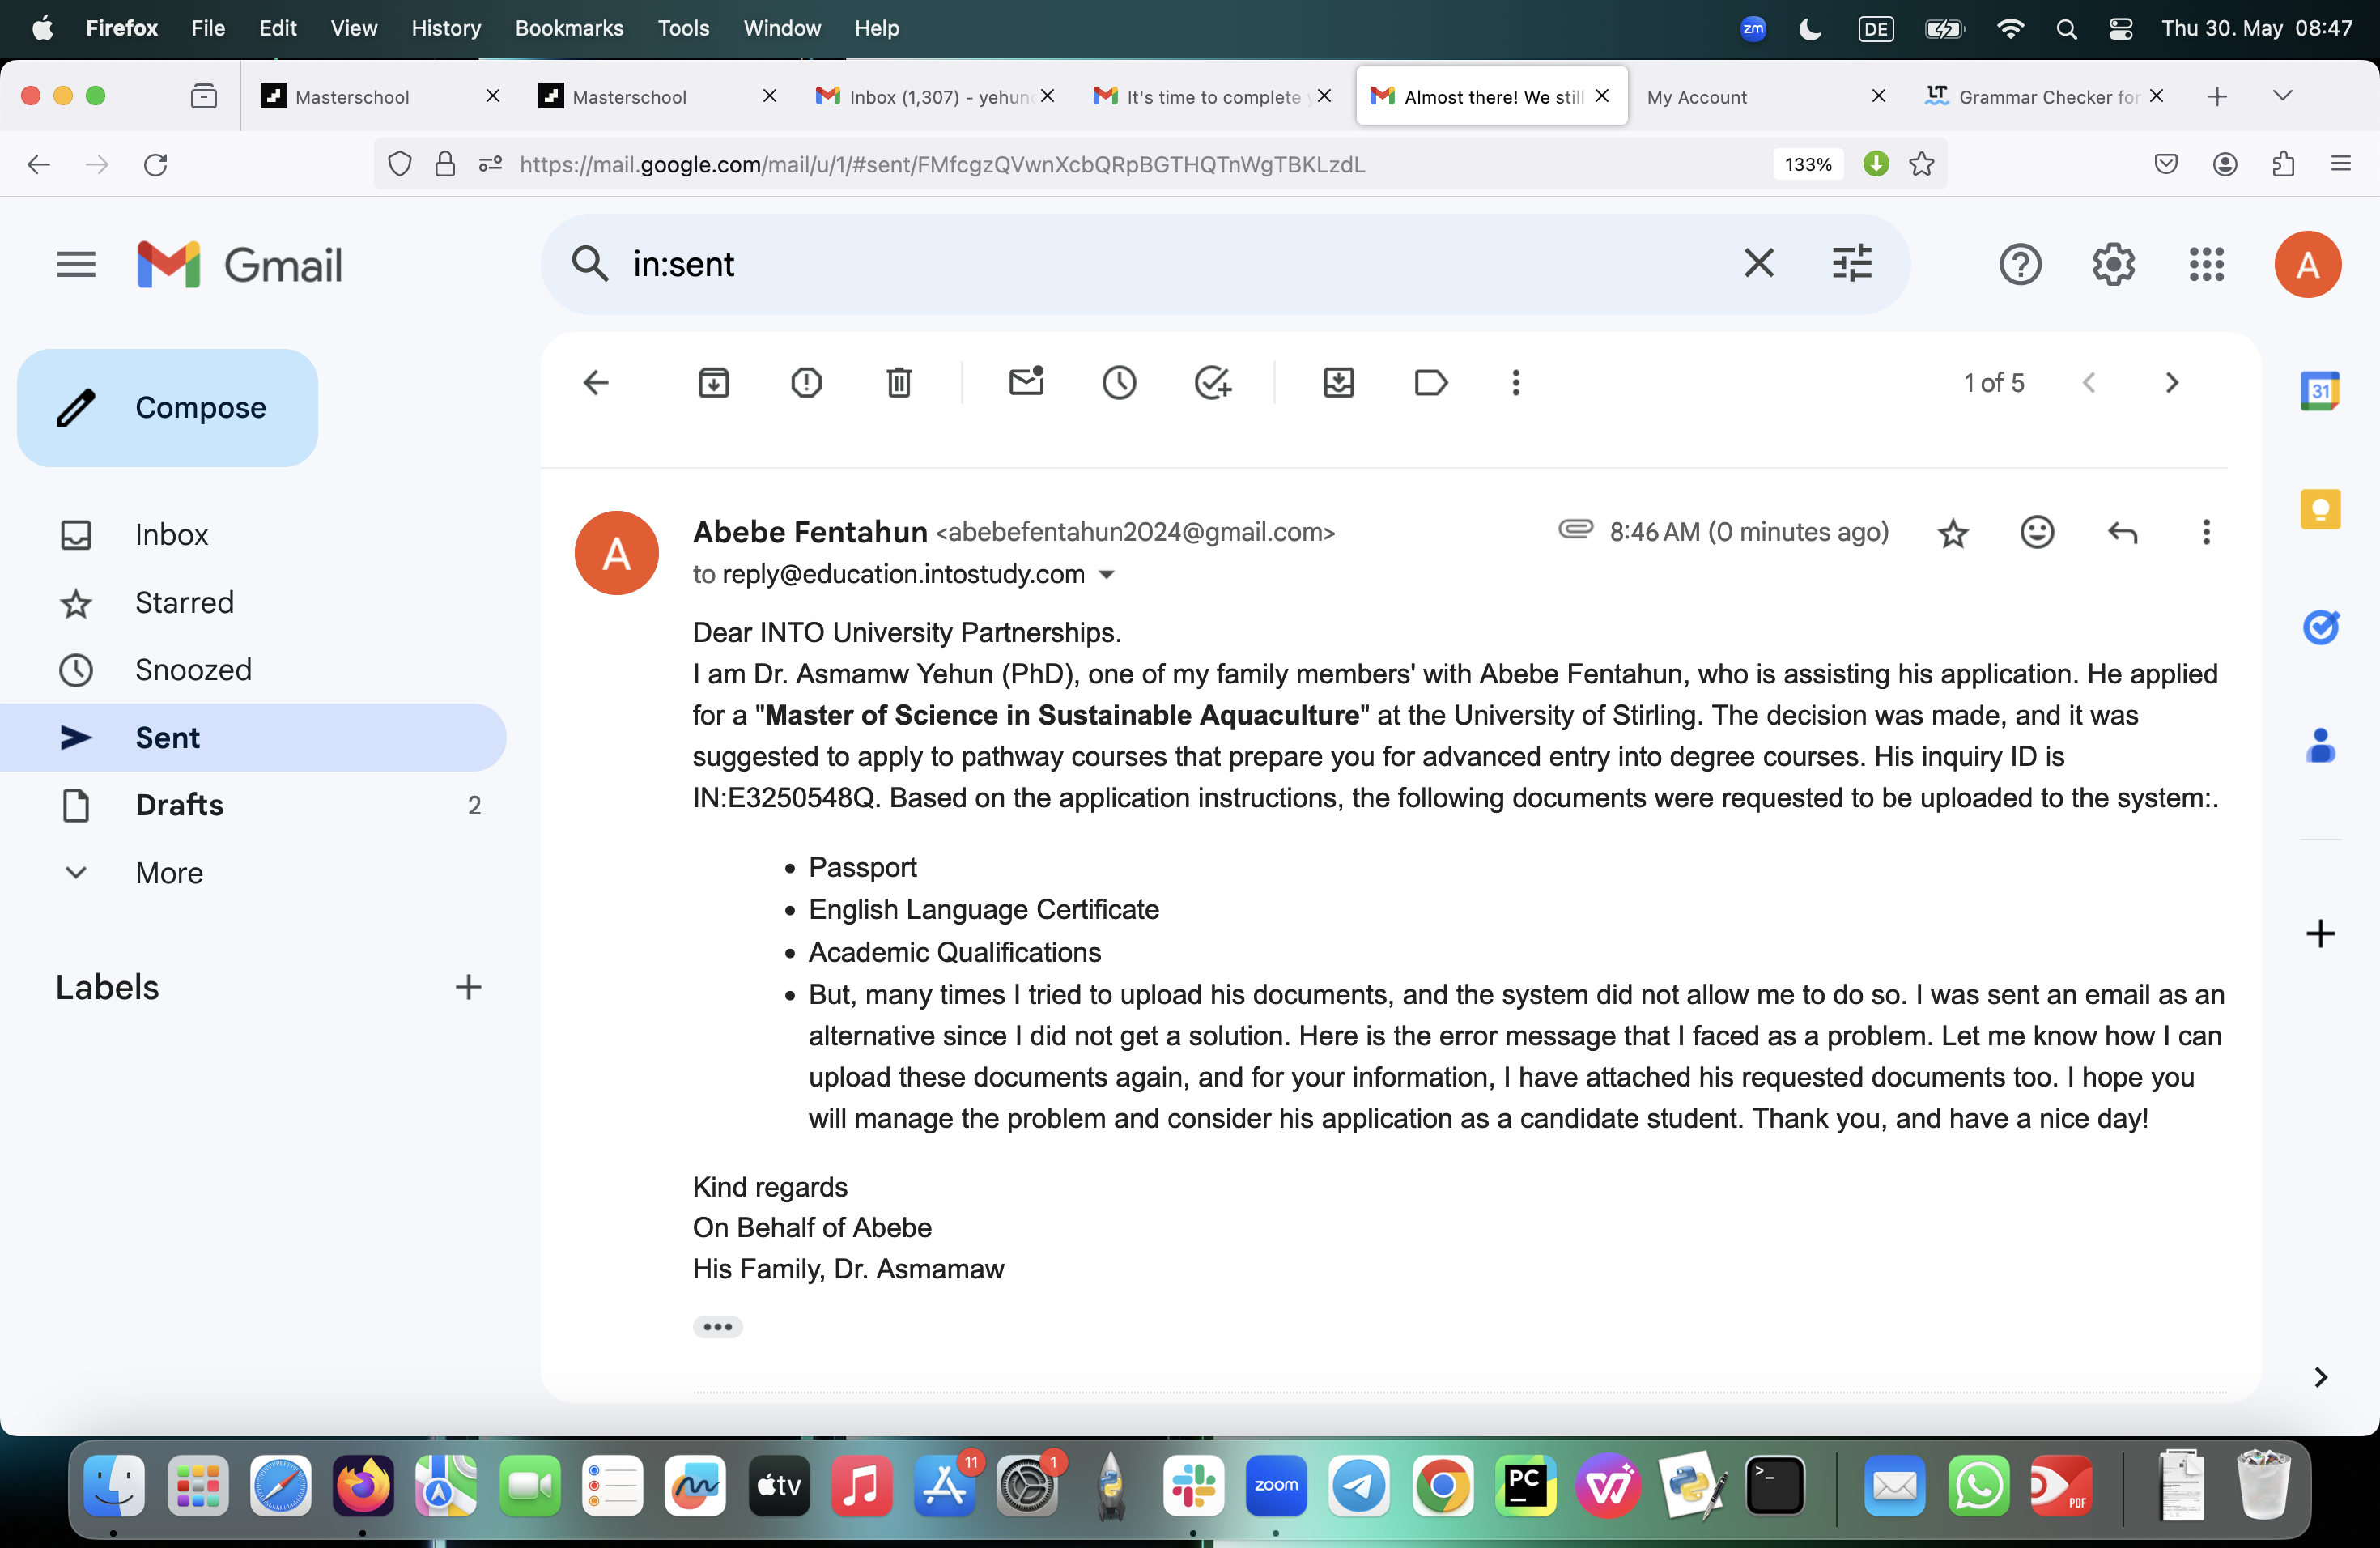 Firefox File Edit View History Bookmarks Tools Window Help zm DE Thu 30. May 08:47
Masterschool Masterschool Inbox (1,307) - yehun It's time to complete Almost there! We still My Account LT Grammar Checker for
https://mail.google.com/mail/u/1/#sent/FMfcgzQVwnXcbQRpBGTHQTnWgTBKLzdL 133%
Gmail in:sent A
Compose 1 of 5
31
Inbox
Starred
Snoozed
Sent
Drafts 2
More
Labels
A
Abebe Fentahun <abebefentahun2024@gmail.com> 8:46 AM (0 minutes ago)
to reply@education.intostudy.com
Dear INTO University Partnerships.
I am Dr. Asmamw Yehun (PhD), one of my family members' with Abebe Fentahun, who is assisting his application. He applied
for a "Master of Science in Sustainable Aquaculture" at the University of Stirling. The decision was made, and it was
suggested to apply to pathway courses that prepare you for advanced entry into degree courses. His inquiry ID is
IN:E3250548Q. Based on the application instructions, the following documents were requested to be uploaded to the system:.
• Passport
• English Language Certificate
• Academic Qualifications
• But, many times I tried to upload his documents, and the system did not allow me to do so. I was sent an email as an
alternative since I did not get a solution. Here is the error message that I faced as a problem. Let me know how I can
upload these documents again, and for your information, I have attached his requested documents too. I hope you
will manage the problem and consider his application as a candidate student. Thank you, and have a nice day!
Kind regards
On Behalf of Abebe
His Family, Dr. Asmamaw
tv 11 1 zoom PC PDF